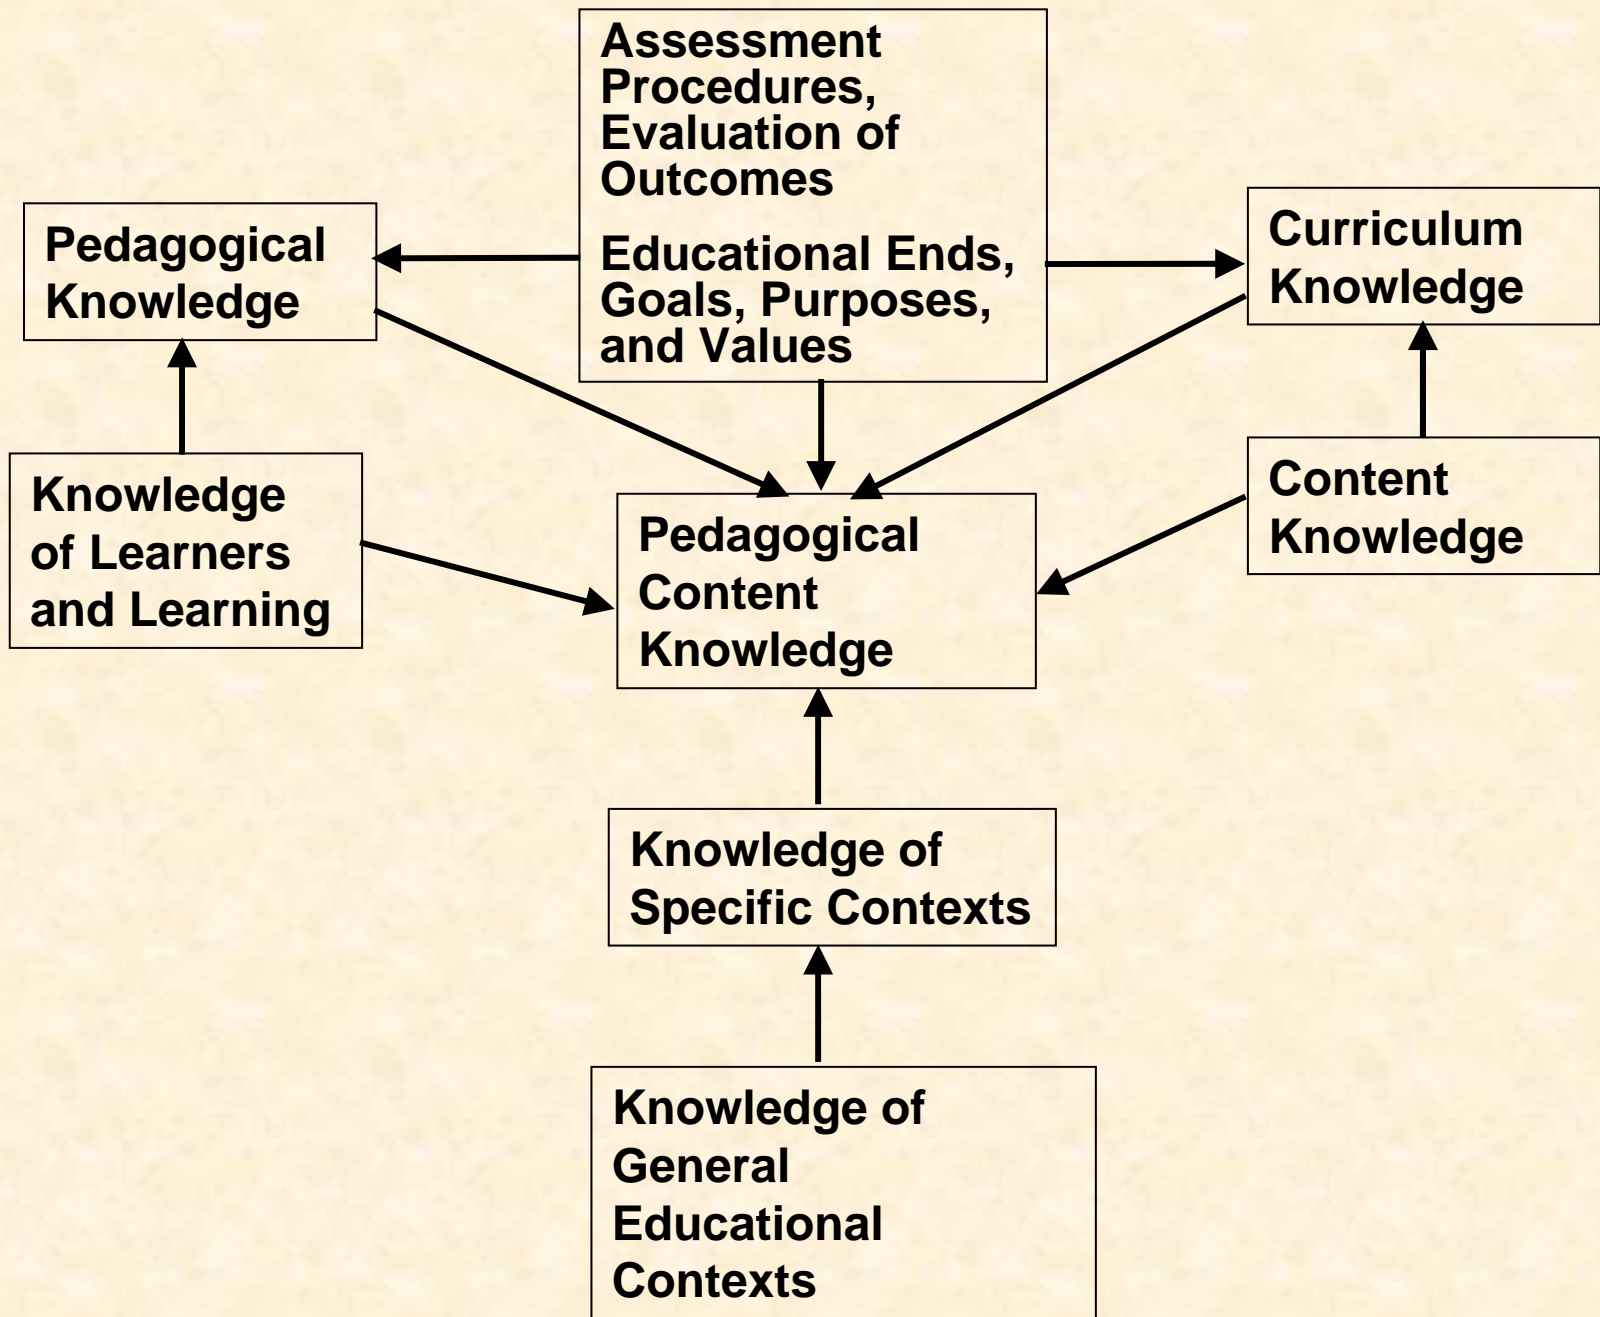 Assessment
Procedures,
Evaluation of
Outcomes
Educational Ends,
Goals, Purposes,
and Values
Pedagogical
Knowledge
Curriculum
Knowledge
Knowledge
of Learners
and Learning
Pedagogical
Content
Knowledge
Content
Knowledge
Knowledge of
Specific Contexts
Knowledge of
General
Educational
Contexts